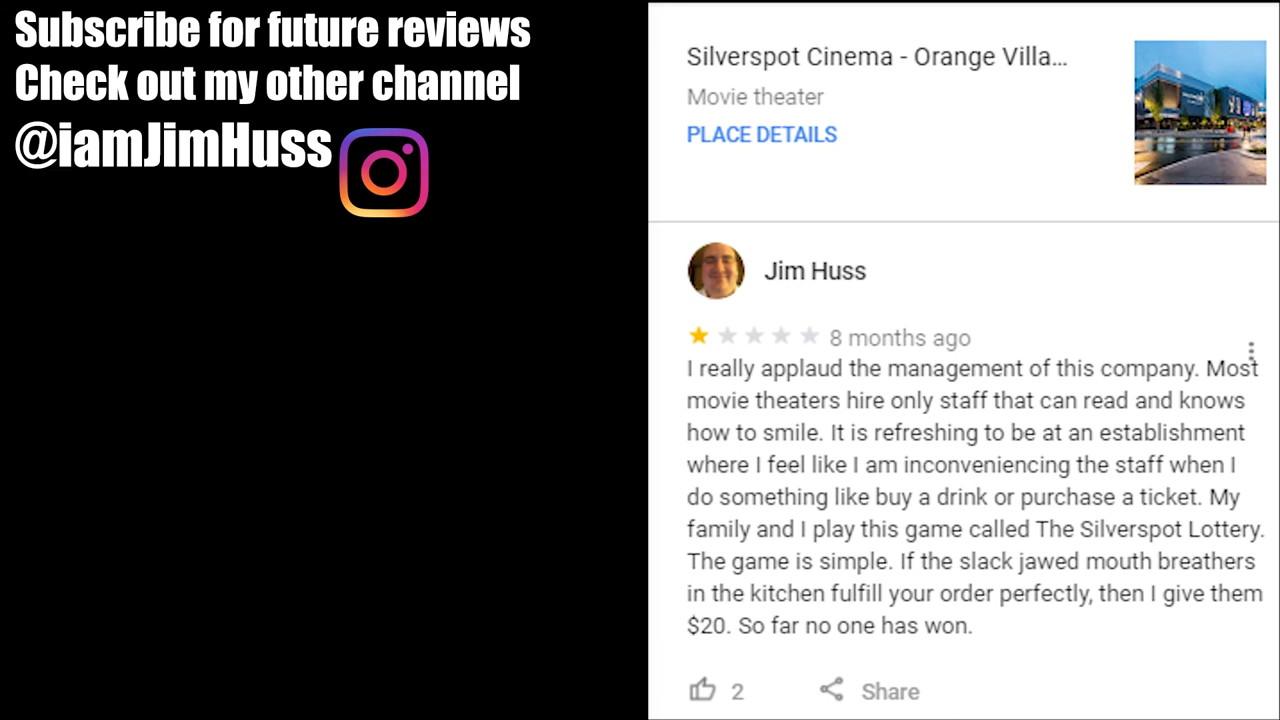 Subscribe for future reviews
Check out my other channel
@iamJimHuss
Silverspot Cinema - Orange Villa...
Movie theater
PLACE DETAILS
Jim Huss
8 months ago
I really applaud the management of this company. Most
movie theaters hire only staff that can read and knows
how to smile. It is refreshing to be at an establishment
where I feel like I am inconveniencing the staff when I
do something like buy a drink or purchase a ticket. My
family and I play this game called The Silverspot Lottery.
The game is simple. If the slack jawed mouth breathers
in the kitchen fulfill your order perfectly, then I give them
$20. So far no one has won.
2
Share